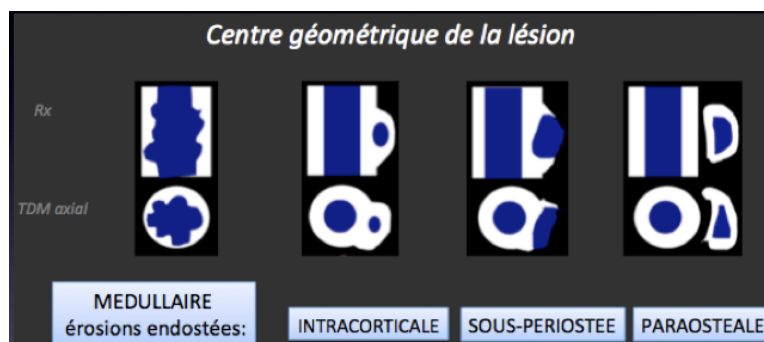 Centre géométrique de la lésion
Rx
TDM axial
MEDULLAIRE
érosions endostées:
INTRACORTICALE
SOUS-PERIOSTEE
PARAOSTEALE